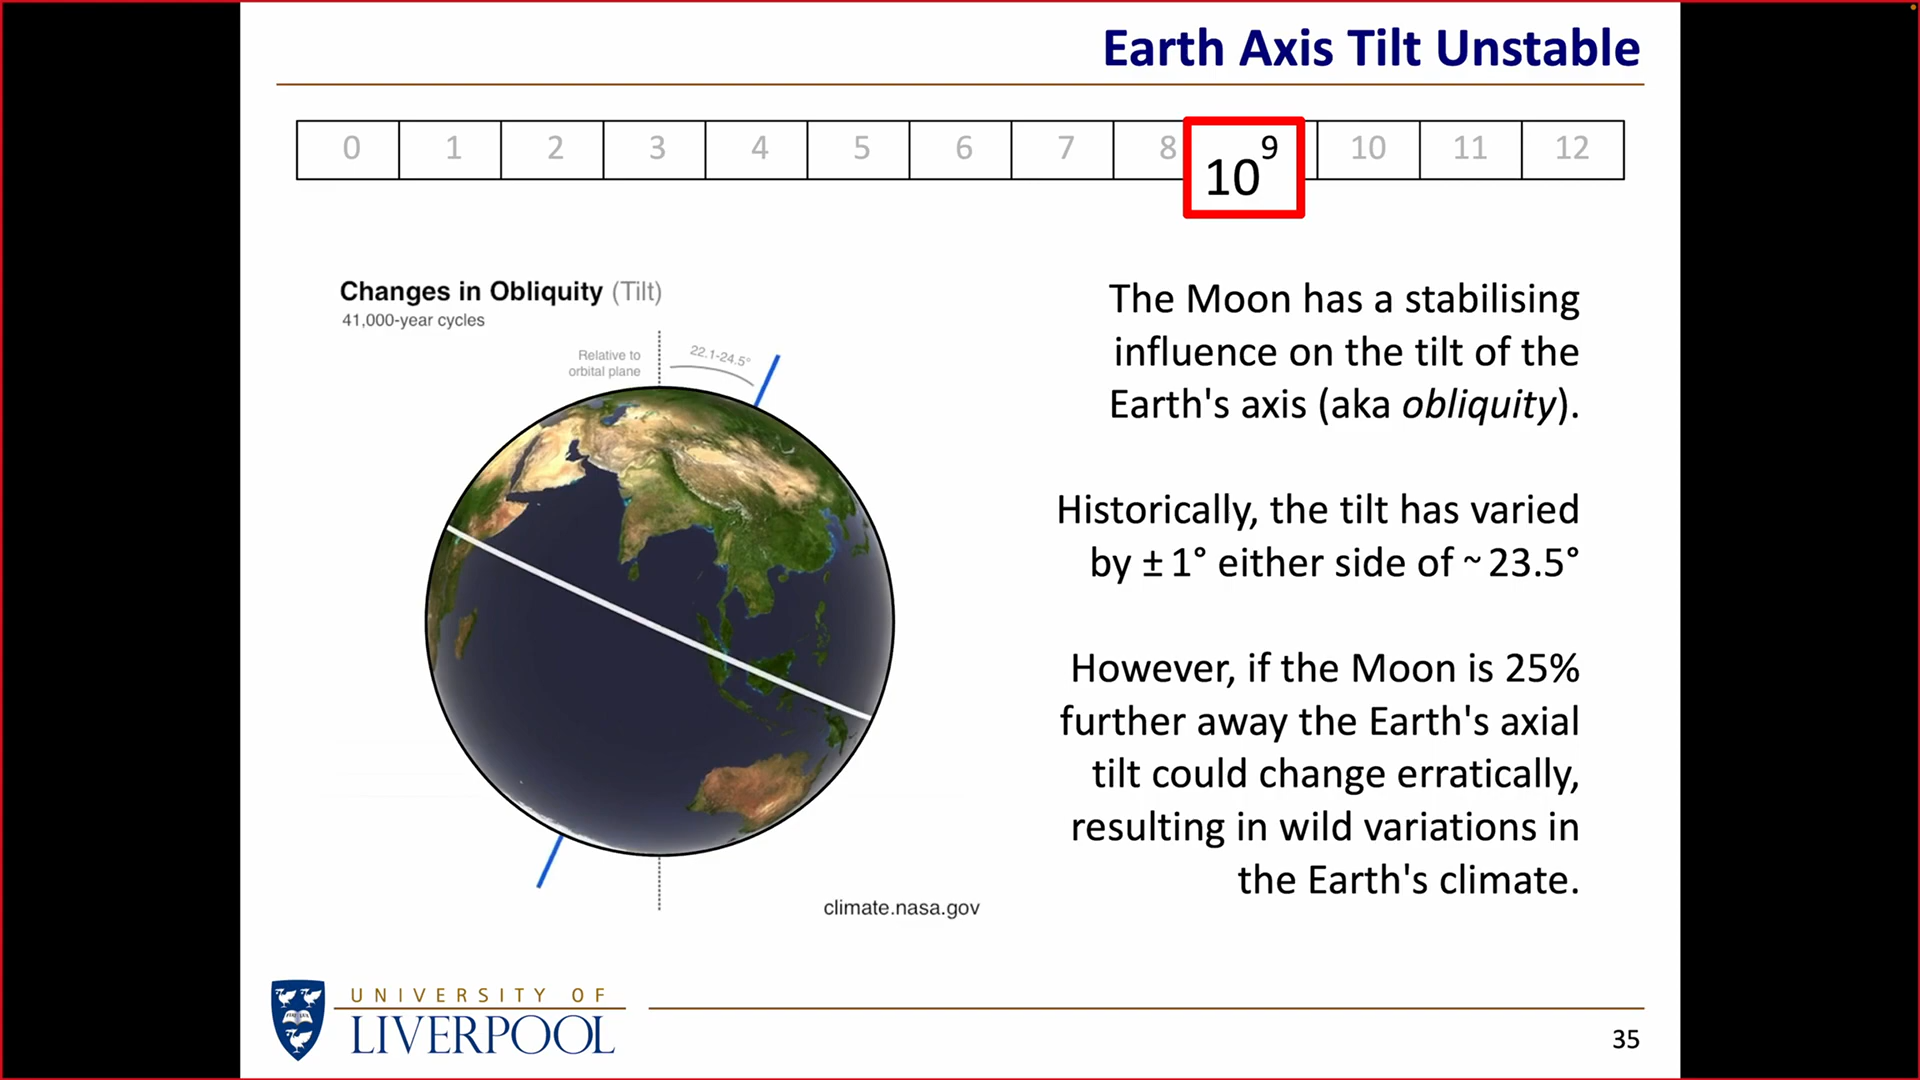 Earth Axis Tilt Unstable
0 1 2 3 4 5 6 7 8 10⁹ 10 11 12
Changes in Obliquity (Tilt)
41,000-year cycles
Relative to
orbital plane
22.1-24.5°
climate.nasa.gov
The Moon has a stabilising
influence on the tilt of the
Earth's axis (aka obliquity).
Historically, the tilt has varied
by ± 1° either side of ~ 23.5°
However, if the Moon is 25%
further away the Earth's axial
tilt could change erratically,
resulting in wild variations in
the Earth's climate.
UNIVERSITY OF
LIVERPOOL
35